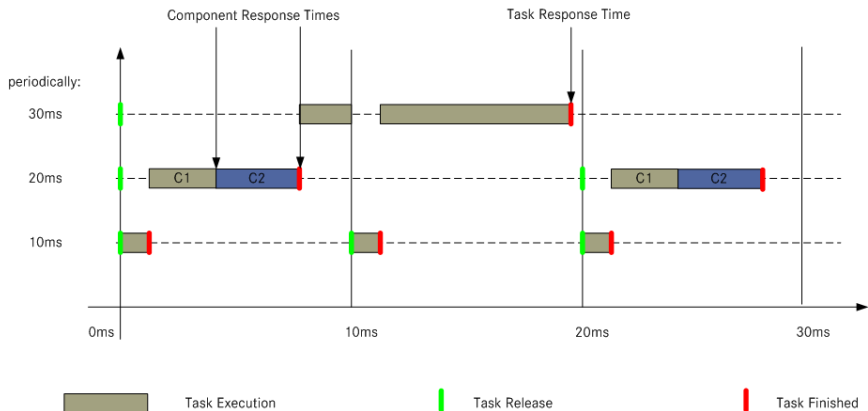 Component Response Times
Task Response Time
periodically:
30ms
20ms
C1
C2
C1
C2
10ms
0ms
10ms
20ms
30ms
Task Execution
Task Release
Task Finished